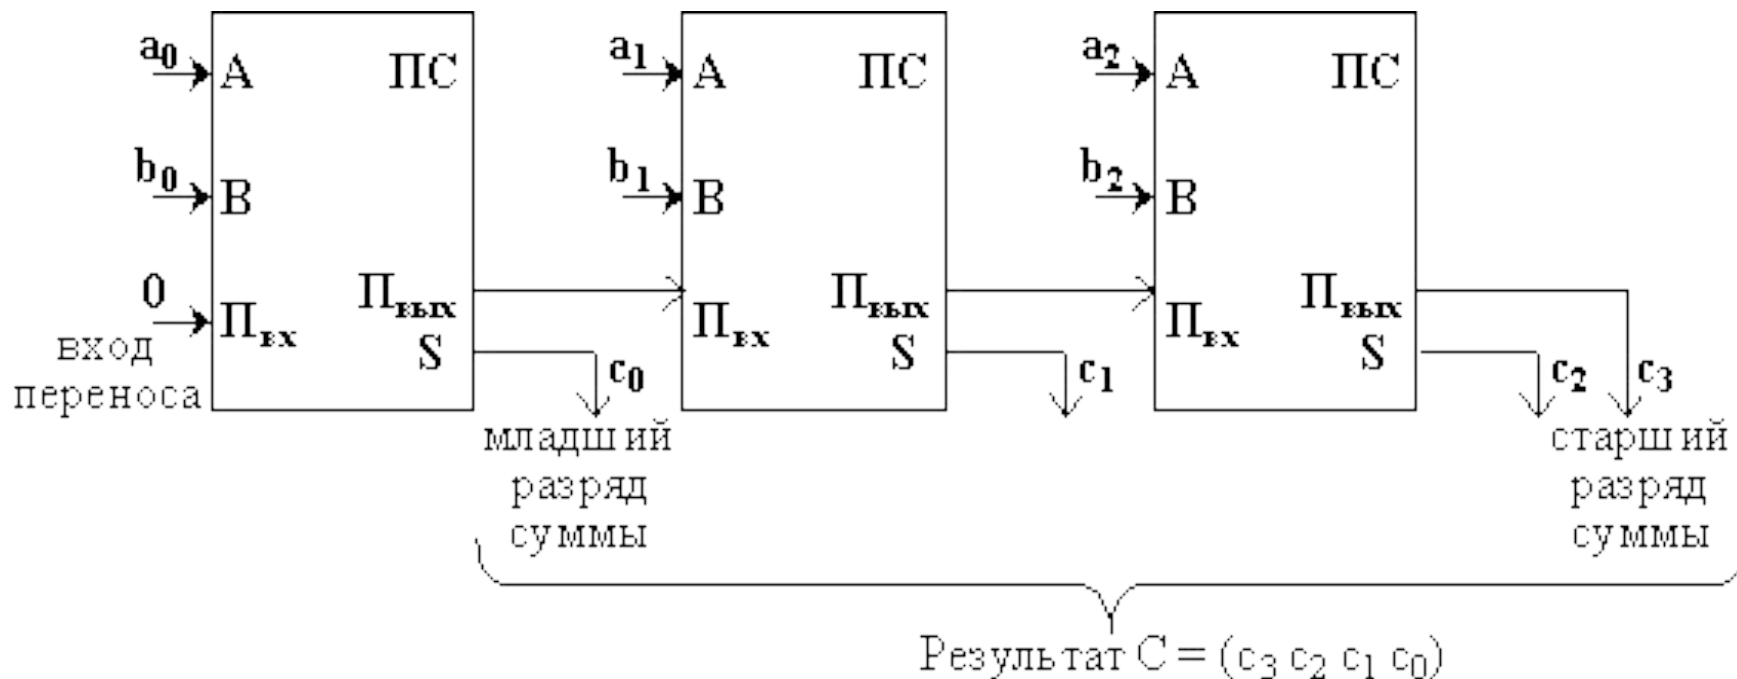 a₀
A ПС
b₀
B
0
вход
переноса
Пвх
Пвых
S
c₀
младший
разряд
суммы
a₁
A ПС
b₁
B
Пвх
Пвых
S
c₁
a₂
A ПС
b₂
B
Пвх
Пвых
S
c₂
c₃
старший
разряд
суммы
Результат C = (c₃ c₂ c₁ c₀)